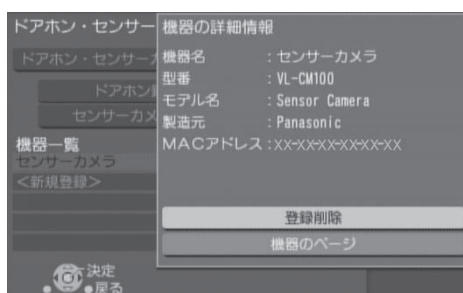 ドアホン・センサー
ドアホン・センサー
ドアホン
センサーカメ
機器一覧
センサーカメラ
<新規登録>
決定
戻る
機器の詳細情報
機器名 :センサーカメラ
型番 :VL-CM100
モデル名 :Sensor Camera
製造元 :Panasonic
MACアドレス:XX-XX-XX-XX-XX-XX
登録削除
機器のページ